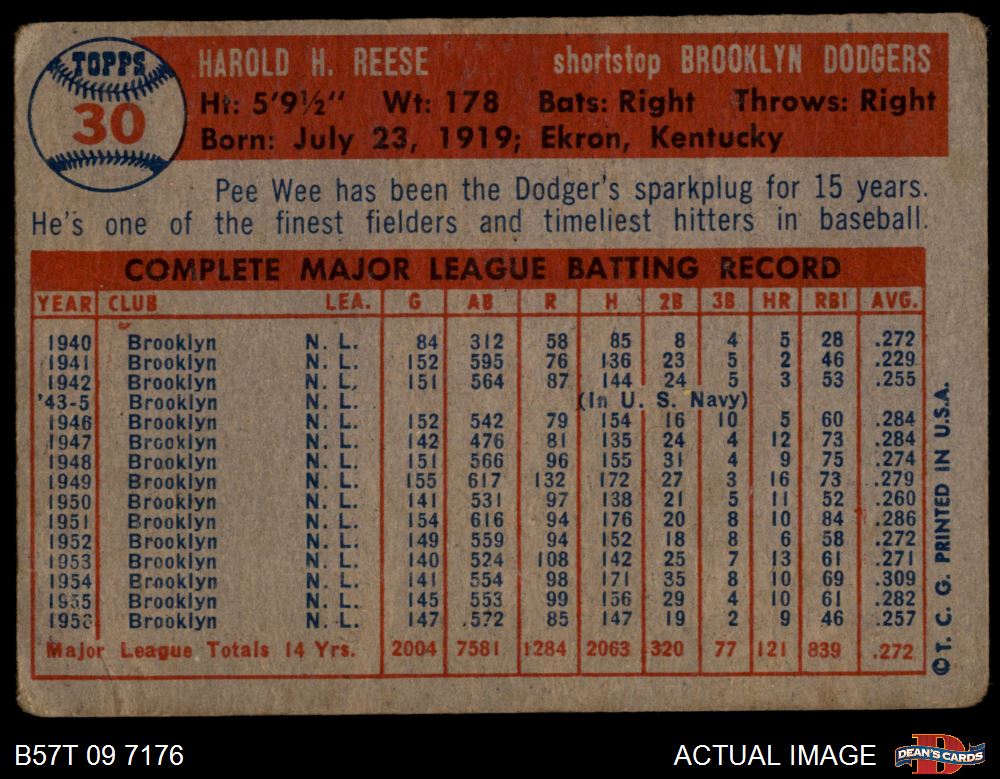 TOPPS
30
HAROLD H. REESE shortstop BROOKLYN DODGERS
Ht: 5'9½" Wt: 178 Bats: Right Throws: Right
Born: July 23, 1919; Ekron, Kentucky
Pee Wee has been the Dodger's sparkplug for 15 years.
He's one of the finest fielders and timeliest hitters in baseball.
COMPLETE MAJOR LEAGUE BATTING RECORD
YEAR CLUB LEA. G AB R H 2B 3B HR RBI AVG.
1940 Brooklyn N. L. 84 312 58 85 8 4 5 28 .272
1941 Brooklyn N. L. 152 595 76 136 23 5 2 46 .229
1942 Brooklyn N. L. 151 564 87 144 24 5 3 53 .255
'43-5 Brooklyn N. L. (In U. S. Navy)
1946 Brooklyn N. L. 152 542 79 154 16 10 5 60 .284
1947 Brooklyn N. L. 142 476 81 135 24 4 12 73 .284
1948 Brooklyn N. L. 151 566 96 155 31 4 9 75 .274
1949 Brooklyn N. L. 155 617 132 172 27 3 16 73 .279
1950 Brooklyn N. L. 141 531 97 138 21 5 11 52 .260
1951 Brooklyn N. L. 154 616 94 176 20 8 10 84 .286
1952 Brooklyn N. L. 149 559 94 152 18 8 6 58 .272
1953 Brooklyn N. L. 140 524 108 142 25 7 13 61 .271
1954 Brooklyn N. L. 141 554 98 171 35 8 10 69 .309
1955 Brooklyn N. L. 145 553 99 156 29 4 10 61 .282
1956 Brooklyn N. L. 147 572 85 147 19 2 9 46 .257
Major League Totals 14 Yrs. 2004 7581 1284 2063 320 77 121 839 .272
© T. C. G. PRINTED IN U.S.A.
B57T 09 7176 ACTUAL IMAGE DEAN'S CARDS